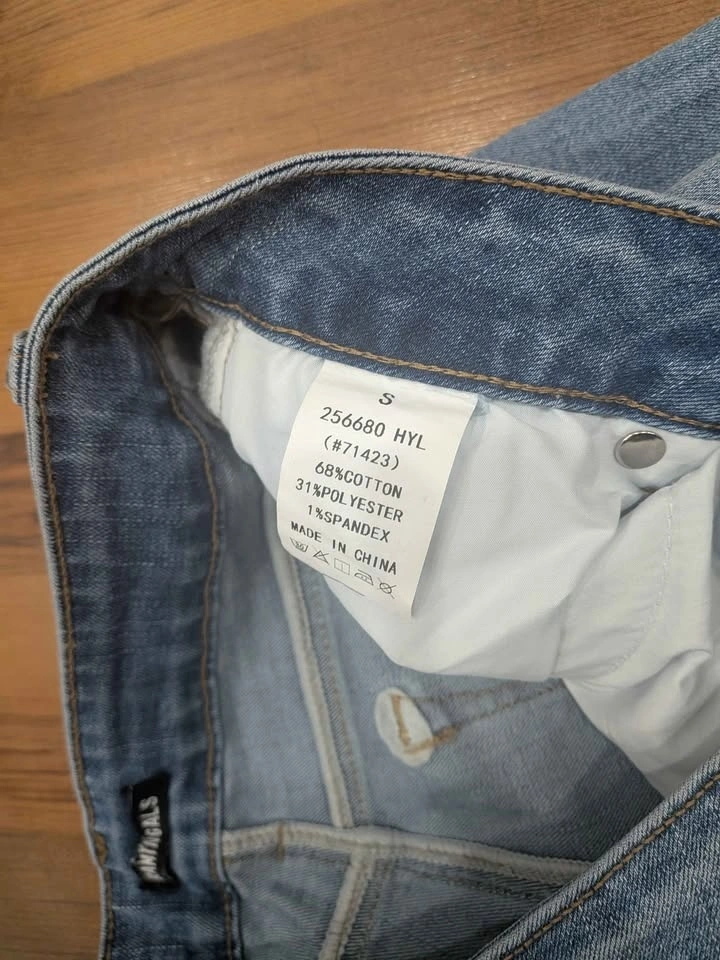 S
256680 HYL
(#71423)
68%COTTON
31%POLYESTER
1%SPANDEX
MADE IN CHINA